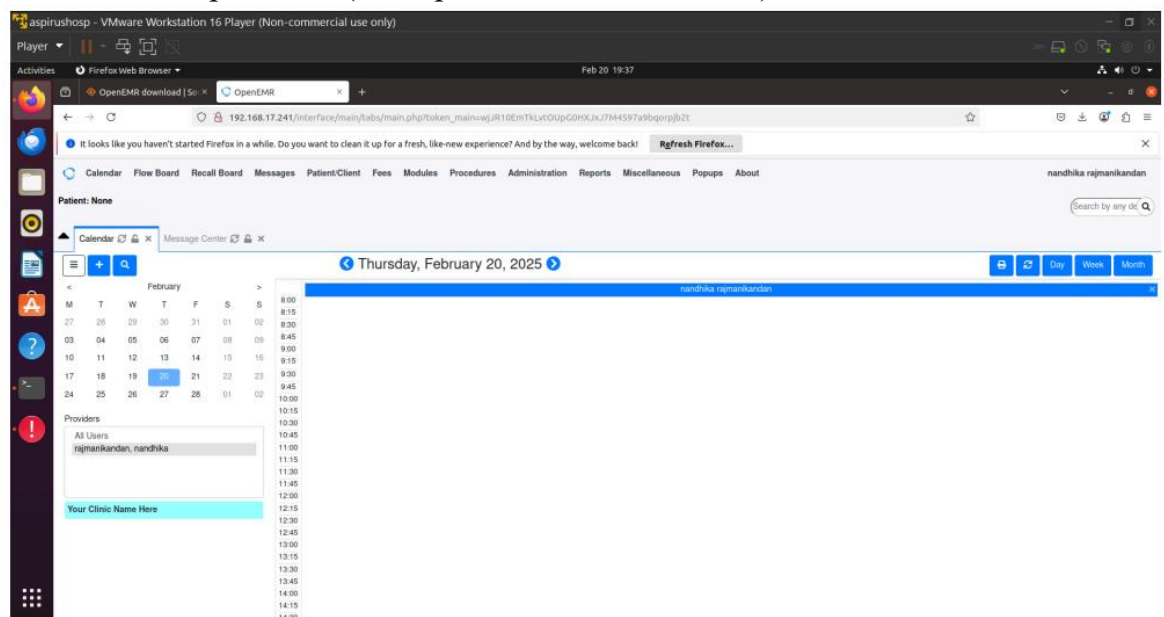 aspirushosp - VMware Workstation 16 Player (Non-commercial use only)
Player
Activities Firefox Web Browser Feb 20 19:37
OpenEMR download | So OpenEMR
192.168.17.241/interface/main/tabs/main.php?token_main=
It looks like you haven't started Firefox in a while. Do you want to clean it up for a fresh, like-new experience? And by the way, welcome back! Refresh Firefox...
Calendar Flow Board Recall Board Messages Patient/Client Fees Modules Procedures Administration Reports Miscellaneous Popups About nandhika rajmanikandan
Patient: None
Search by any de
Calendar Message Center
Thursday, February 20, 2025 Day Week Month
nandhika rajmanikandan
< February >
M T W T F S S
27 28 29 30 31 01 02
03 04 05 06 07 08 09
10 11 12 13 14 15 16
17 18 19 20 21 22 23
24 25 26 27 28 01 02
Providers
All Users
rajmanikandan, nandhika
Your Clinic Name Here
8:00
8:15
8:30
8:45
9:00
9:15
9:30
9:45
10:00
10:15
10:30
10:45
11:00
11:15
11:30
11:45
12:00
12:15
12:30
12:45
13:00
13:15
13:30
13:45
14:00
14:15